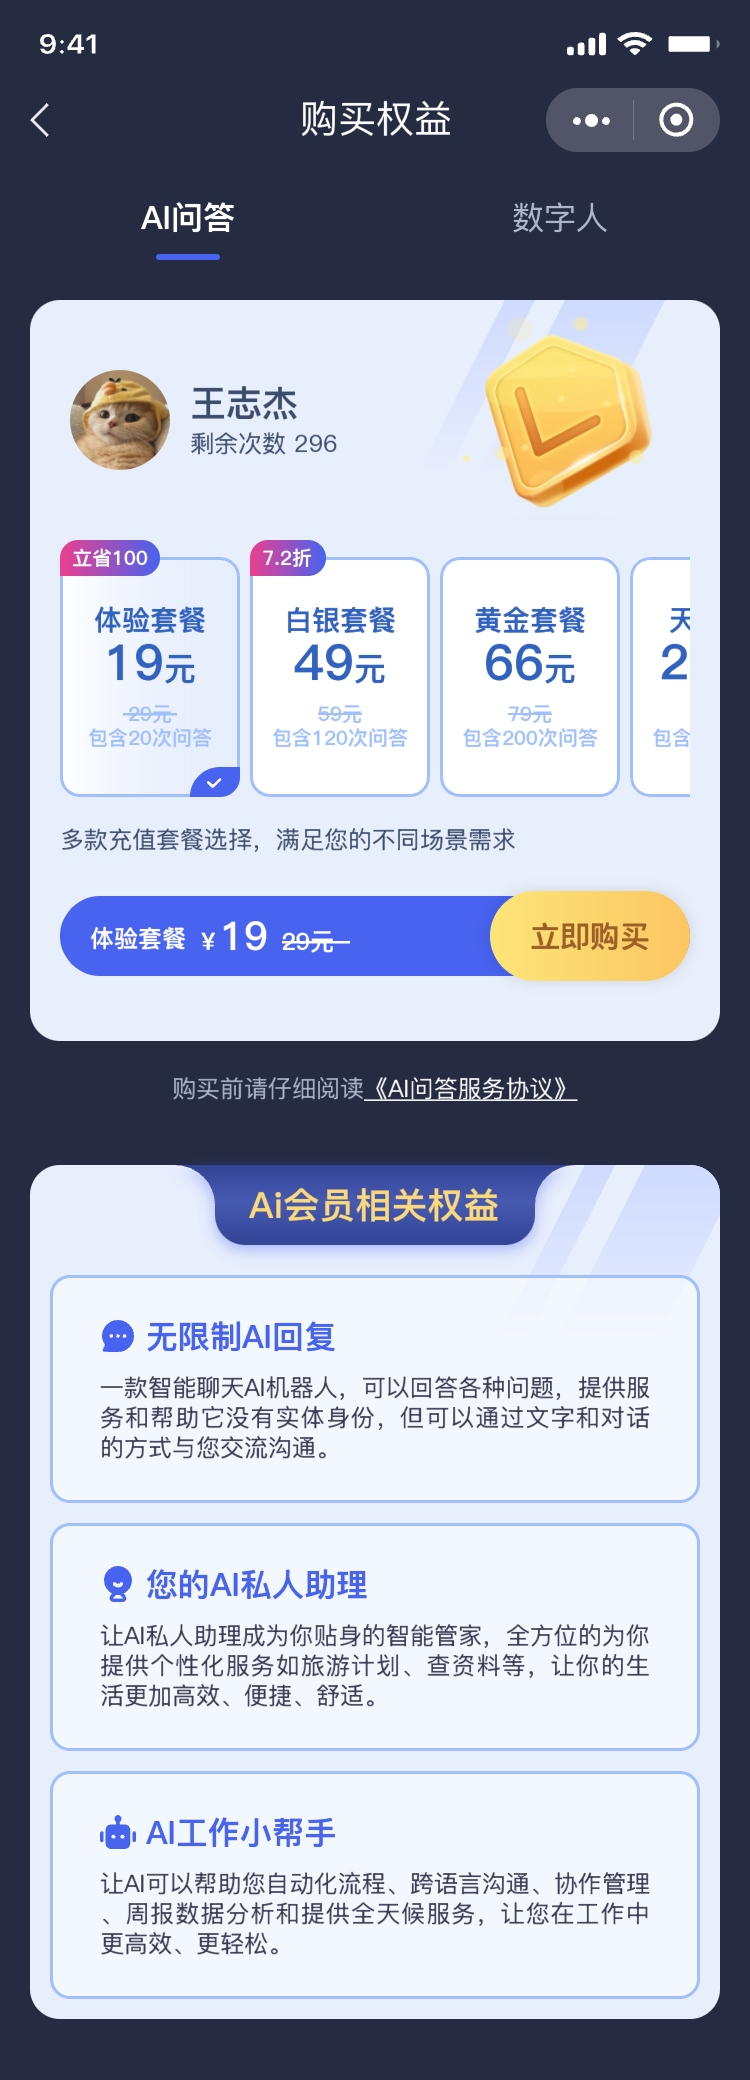 9:41
购买权益
AI问答
数字人
王志杰
剩余次数 296
立省100
体验套餐
19元
29元
包含20次问答
7.2折
白银套餐
49元
59元
包含120次问答
黄金套餐
66元
79元
包含200次问答
天
2
包含
多款充值套餐选择，满足您的不同场景需求
体验套餐 ¥19 29元
立即购买
购买前请仔细阅读《AI问答服务协议》
Ai会员相关权益
无限制AI回复
一款智能聊天AI机器人，可以回答各种问题，提供服
务和帮助它没有实体身份，但可以通过文字和对话
的方式与您交流沟通。
您的AI私人助理
让AI私人助理成为你贴身的智能管家，全方位的为你
提供个性化服务如旅游计划、查资料等，让你的生
活更加高效、便捷、舒适。
AI工作小帮手
让AI可以帮助您自动化流程、跨语言沟通、协作管理
、周报数据分析和提供全天候服务，让您在工作中
更高效、更轻松。